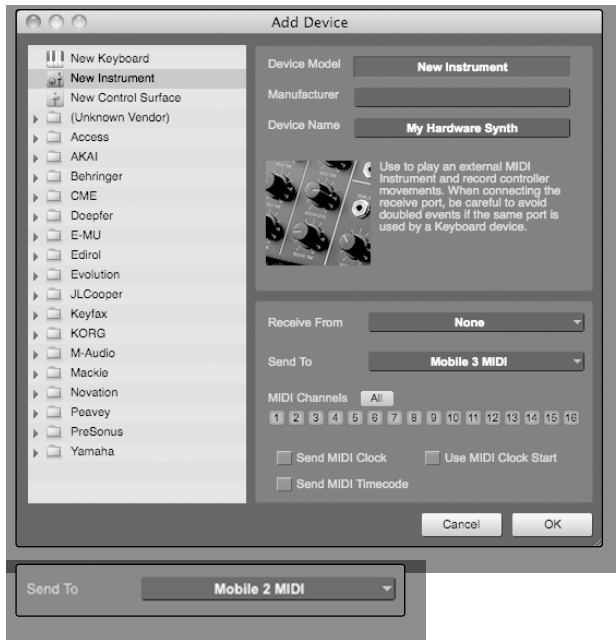 Add Device
New Keyboard
New Instrument
New Control Surface
(Unknown Vendor)
Access
AKAI
Behringer
CME
Doepfer
E-MU
Edirol
Evolution
JLCooper
Keyfax
KORG
M-Audio
Mackie
Novation
Peavey
PreSonus
Yamaha
Device Model New Instrument
Manufacturer
Device Name My Hardware Synth
Use to play an external MIDI
Instrument and record controller
movements. When connecting the
receive port, be careful to avoid
doubled events if the same port is
used by a Keyboard device.
Receive From None
Send To Mobile 3 MIDI
MIDI Channels All
1 2 3 4 5 6 7 8 9 10 11 12 13 14 15 16
Send MIDI Clock Use MIDI Clock Start
Send MIDI Timecode
Cancel OK
Send To Mobile 2 MIDI